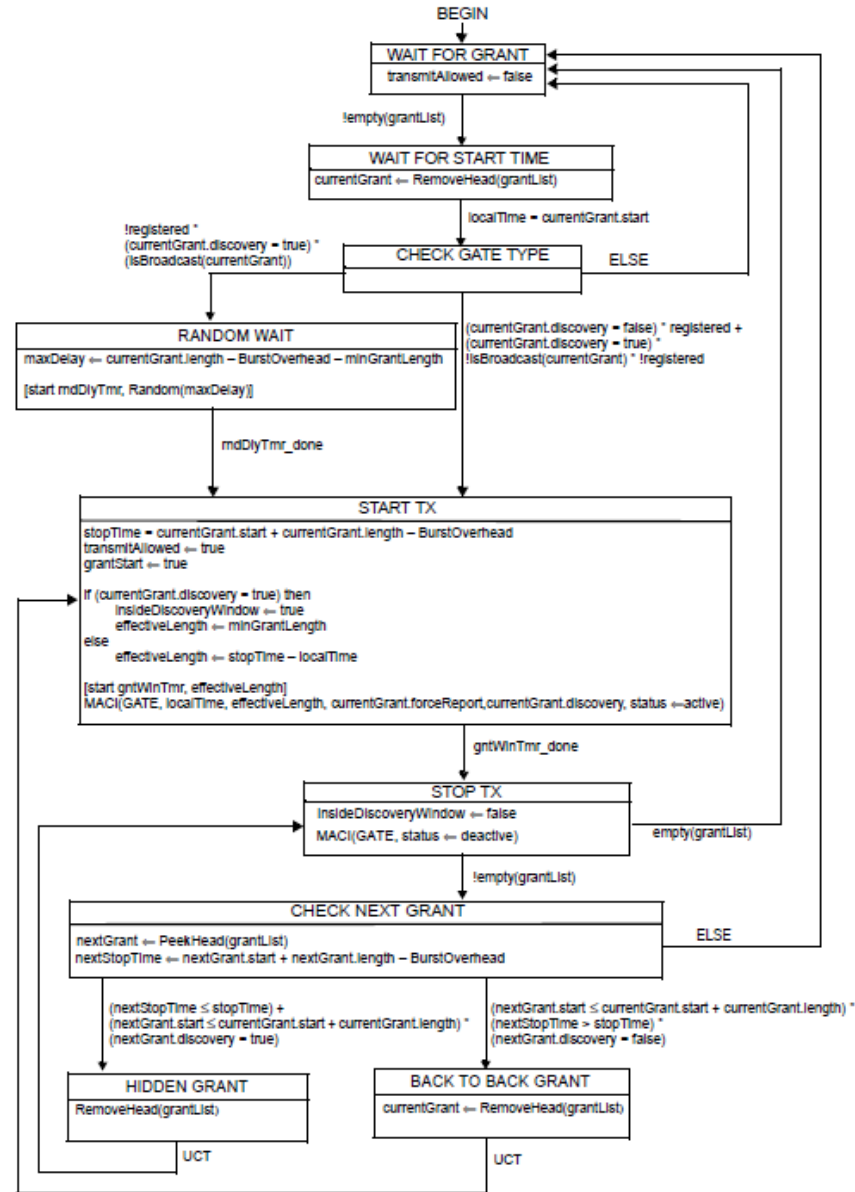 BEGIN
WAIT FOR GRANT
transmitAllowed ⇐ false
!empty(grantList)
WAIT FOR START TIME
currentGrant ⇐ RemoveHead(grantList)
localTime = currentGrant.start
!registered *
(currentGrant.discovery = true) *
(IsBroadcast(currentGrant))
CHECK GATE TYPE
ELSE
RANDOM WAIT
maxDelay ⇐ currentGrant.length – BurstOverhead – minGrantLength
[start rndDlyTmr, Random(maxDelay)]
(currentGrant.discovery = false) * registered +
(currentGrant.discovery = true) *
!IsBroadcast(currentGrant) * !registered
rndDlyTmr_done
START TX
stopTime = currentGrant.start + currentGrant.length – BurstOverhead
transmitAllowed ⇐ true
grantStart ⇐ true
If (currentGrant.discovery = true) then
insideDiscoveryWindow ⇐ true
effectiveLength ⇐ minGrantLength
else
effectiveLength ⇐ stopTime – localTime
[start gntWinTmr, effectiveLength]
MACI(GATE, localTime, effectiveLength, currentGrant.forceReport,currentGrant.discovery, status ⇐active)
gntWinTmr_done
STOP TX
insideDiscoveryWindow ⇐ false
MACI(GATE, status ⇐ deactive)
empty(grantList)
!empty(grantList)
CHECK NEXT GRANT
nextGrant ⇐ PeekHead(grantList)
nextStopTime ⇐ nextGrant.start + nextGrant.length – BurstOverhead
ELSE
(nextStopTime ≤ stopTime) +
(nextGrant.start ≤ currentGrant.start + currentGrant.length) *
(nextGrant.discovery = true)
(nextGrant.start ≤ currentGrant.start + currentGrant.length) *
(nextStopTime > stopTime) *
(nextGrant.discovery = false)
HIDDEN GRANT
RemoveHead(grantList)
UCT
BACK TO BACK GRANT
currentGrant ⇐ RemoveHead(grantList)
UCT